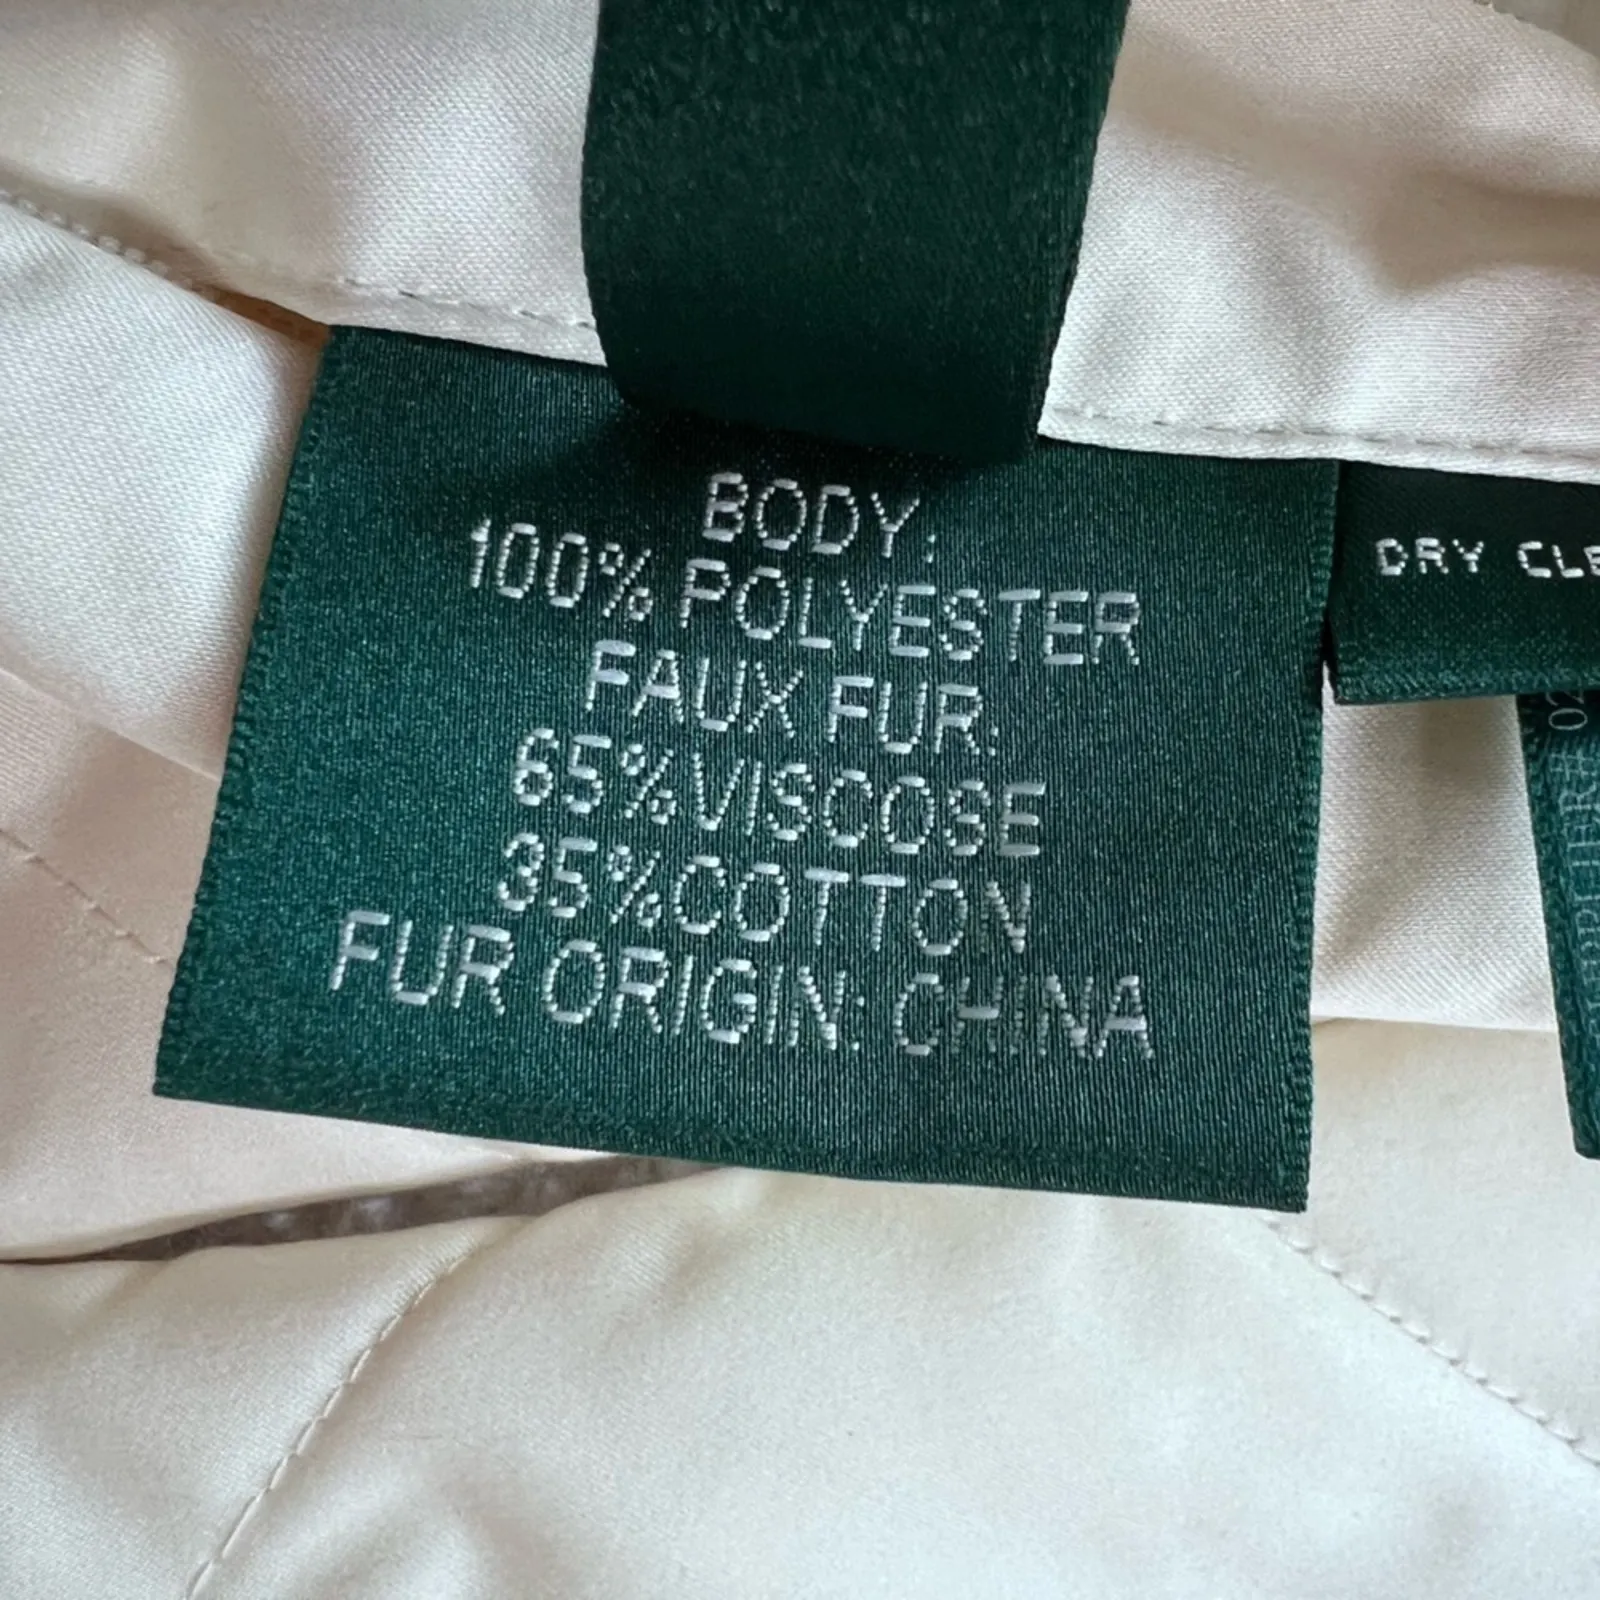 BODY:
100% POLYESTER
FAUX FUR:
65%VISCOSE
35%COTTON
FUR ORIGIN: CHINA
DRY CLE